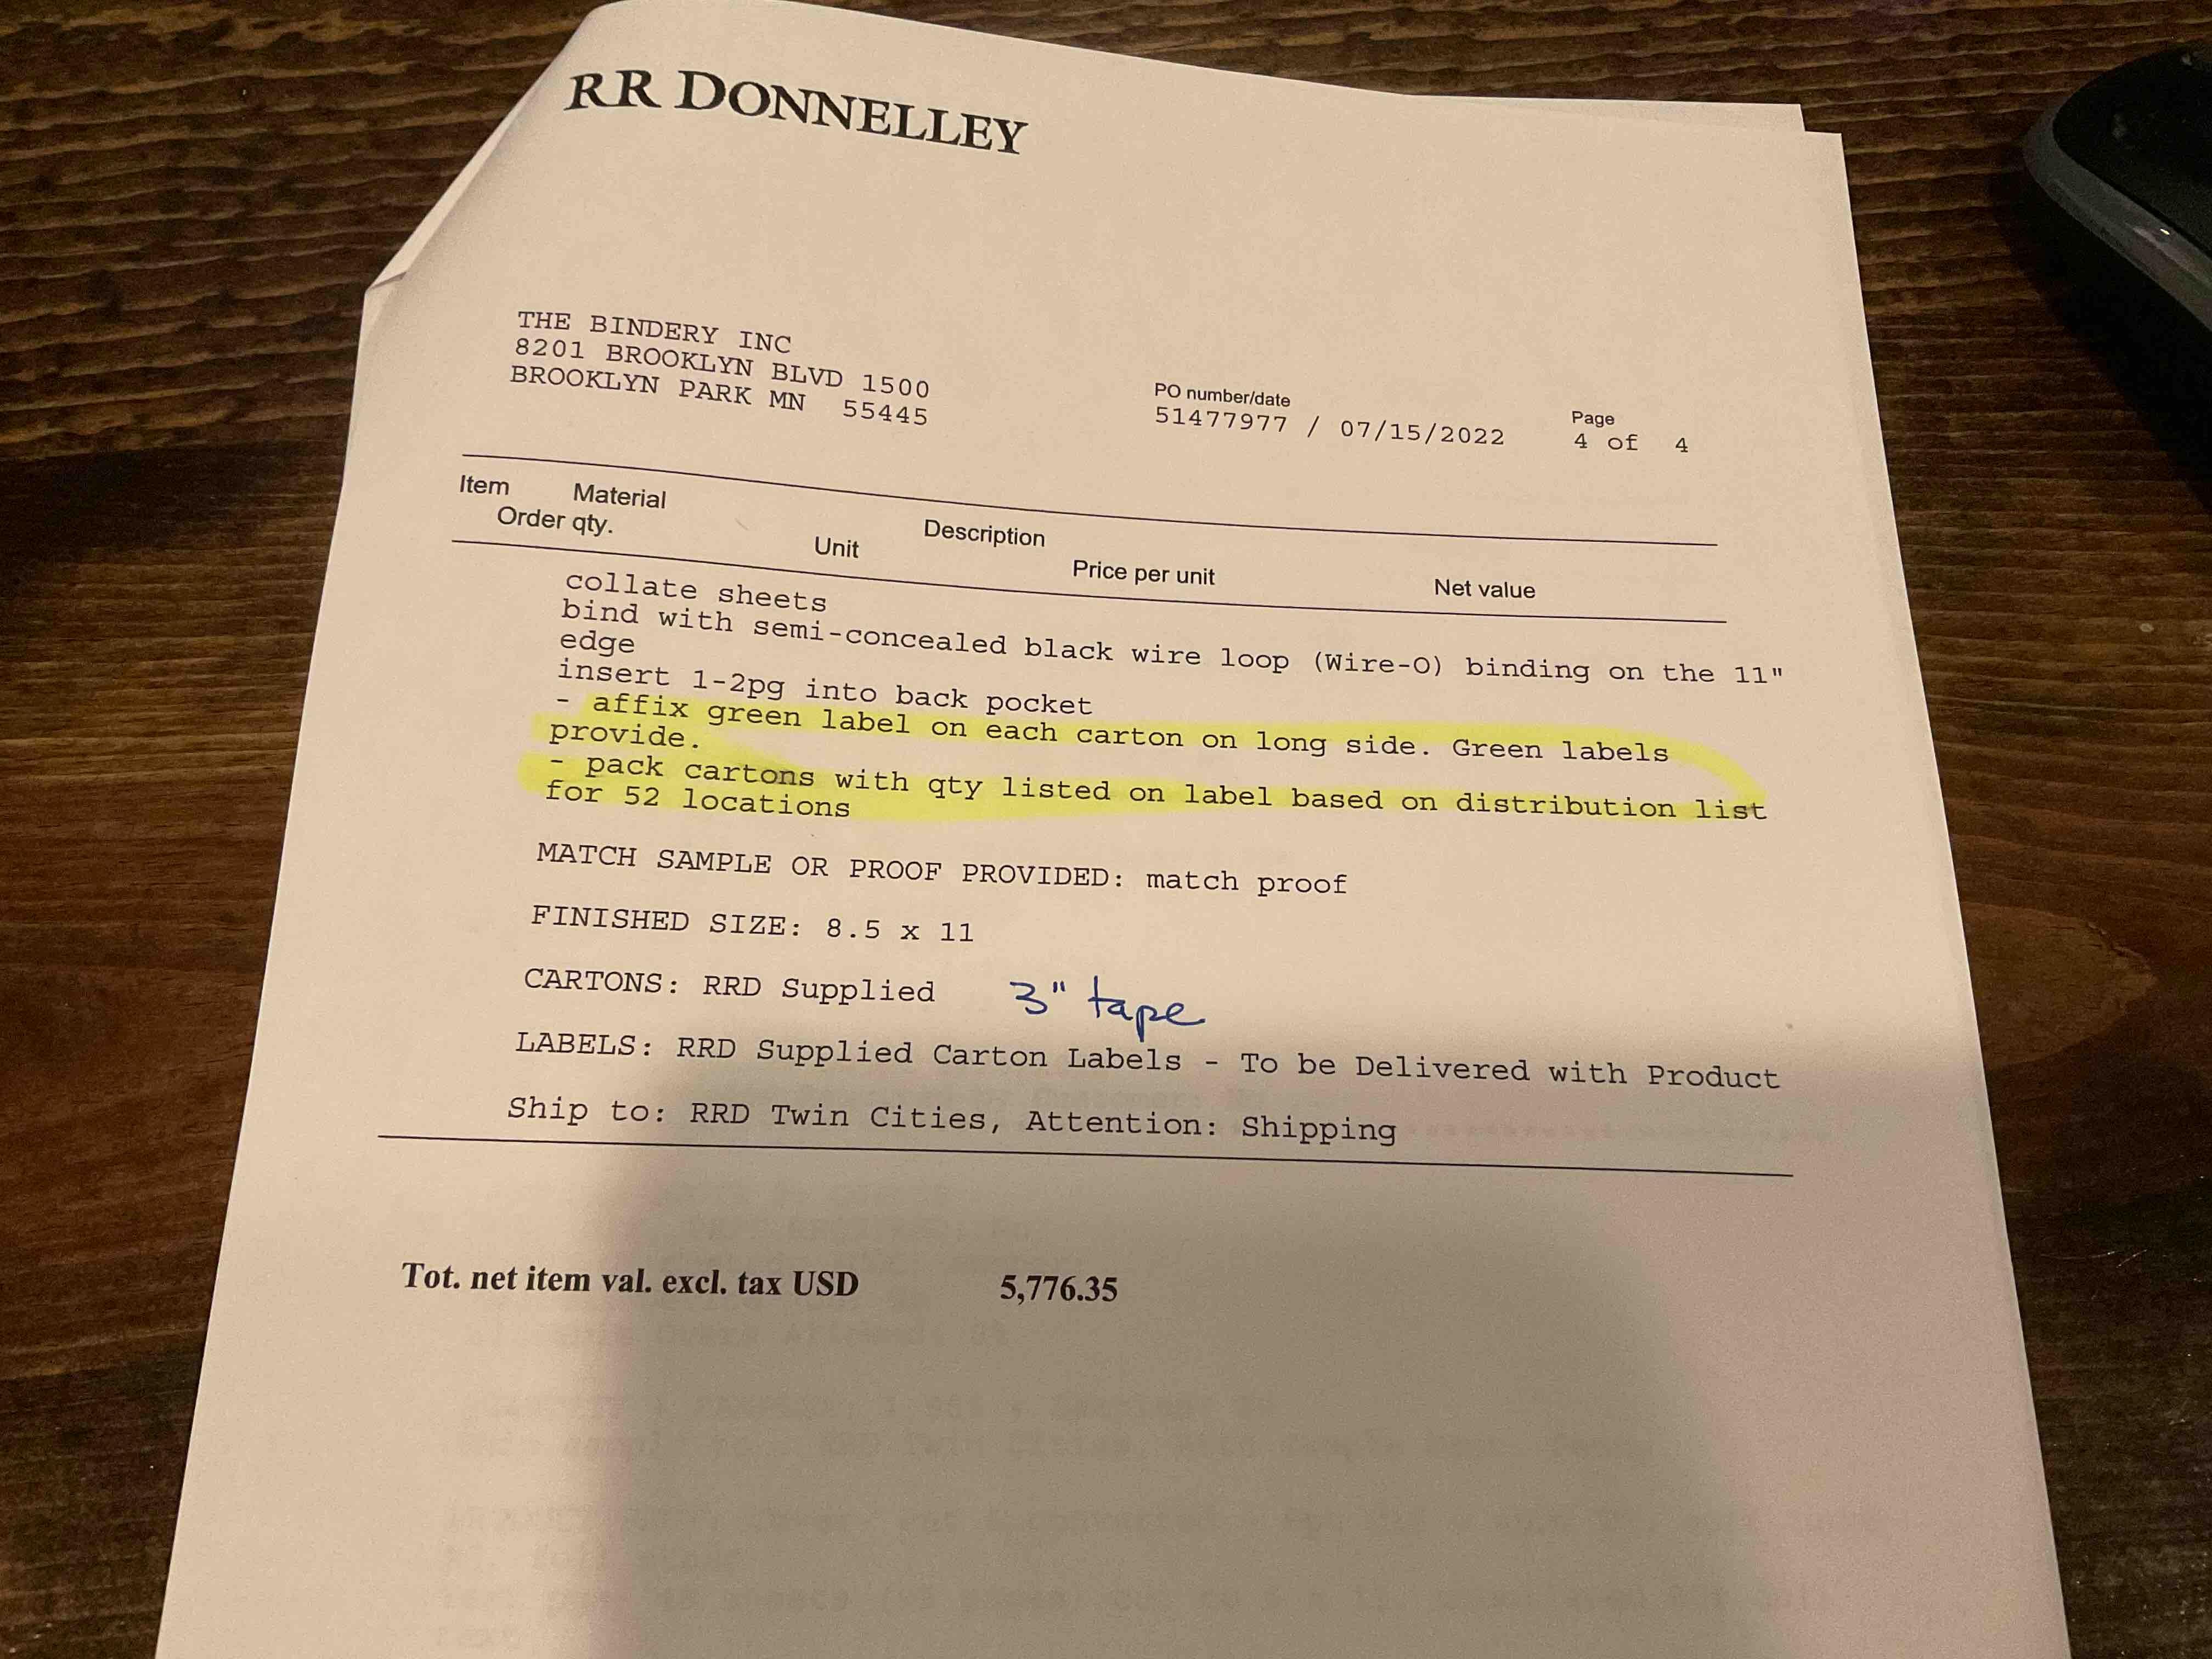 RR DONNELLEY
THE BINDERY INC
8201 BROOKLYN BLVD 1500
BROOKLYN PARK MN 55445
PO number/date
51477977 / 07/15/2022
Page
4 of 4
Item Material Description
Order qty. Unit Price per unit Net value
collate sheets
bind with semi-concealed black wire loop (Wire-O) binding on the 11"
edge
insert 1-2pg into back pocket
- affix green label on each carton on long side. Green labels
provide.
- pack cartons with qty listed on label based on distribution list
for 52 locations
MATCH SAMPLE OR PROOF PROVIDED: match proof
FINISHED SIZE: 8.5 x 11
CARTONS: RRD Supplied 3" tape
LABELS: RRD Supplied Carton Labels - To be Delivered with Product
Ship to: RRD Twin Cities, Attention: Shipping
Tot. net item val. excl. tax USD 5,776.35